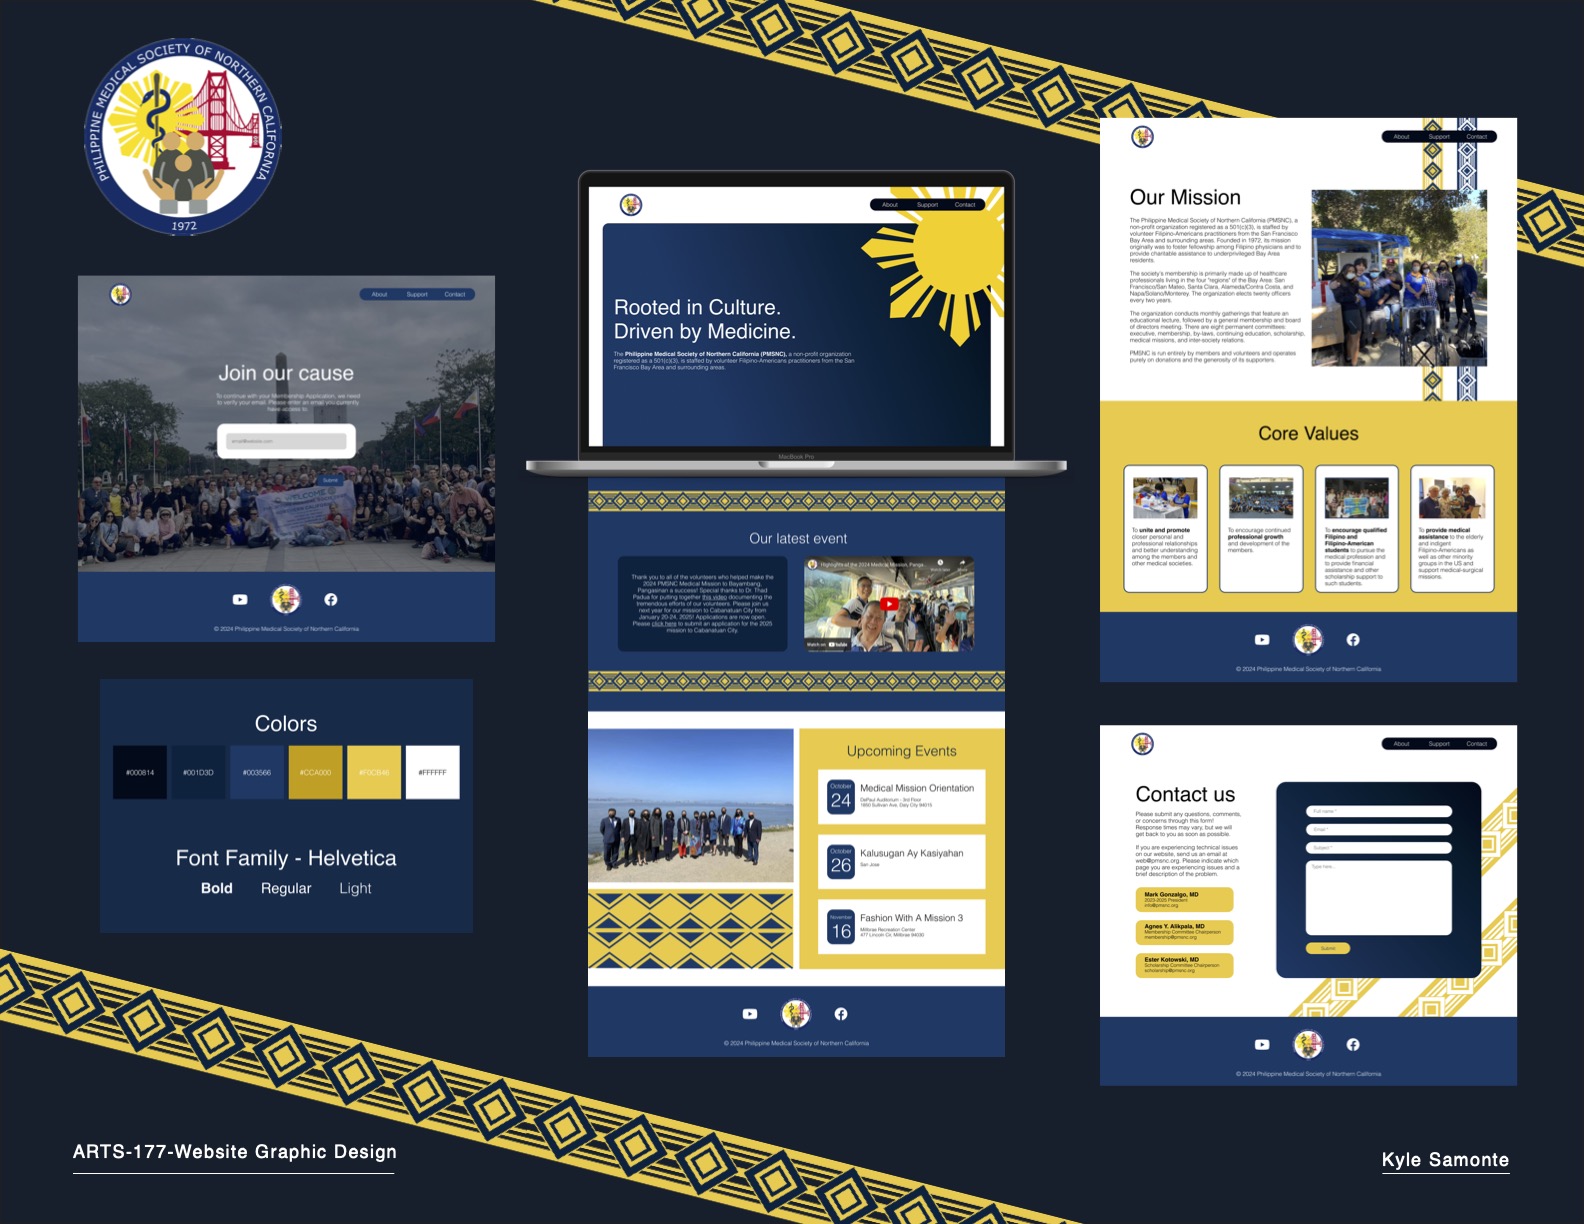 PHILIPPINE MEDICAL SOCIETY OF NORTHERN CALIFORNIA
1972
About Support Contact
Join our cause
To continue with your Membership Application, we need
to verify your email. Please enter an email you currently
have access to.
email@website.com
Submit
© 2024 Philippine Medical Society of Northern California
Colors
#000814 #001D3D #003566 #CCA000 #F0CB46 #FFFFFF
Font Family - Helvetica
Bold Regular Light
About Support Contact
Rooted in Culture.
Driven by Medicine.
The Philippine Medical Society of Northern California (PMSNC), a non-profit organization
registered as a 501(c)(3), is staffed by volunteer Filipino-Americans practitioners from the San
Francisco Bay Area and surrounding areas.
MacBook Pro
Our latest event
Thank you to all of the volunteers who helped make the
2024 PMSNC Medical Mission to Bayambang,
Pangasinan a success! Special thanks to Dr. Thad
Padua for putting together this video documenting the
tremendous efforts of our volunteers. Please join us
next year for our mission to Cabanatuan City from
January 20-24, 2025! Applications are now open.
Please click here to submit an application for the 2025
mission to Cabanatuan City.
Highlights of the 2024 Medical Mission, Panga
Watch on YouTube
Upcoming Events
October
24
Medical Mission Orientation
DePaul Auditorium - 3rd Floor
1900 Sullivan Ave, Daly City 94015
October
26
Kalusugan Ay Kasiyahan
San Jose
November
16
Fashion With A Mission 3
Millbrae Recreation Center
477 Lincoln Cir, Millbrae 94030
© 2024 Philippine Medical Society of Northern California
About Support Contact
Our Mission
The Philippine Medical Society of Northern California (PMSNC), a
non-profit organization registered as a 501(c)(3), is staffed by
volunteer Filipino-Americans practitioners from the San Francisco
Bay Area and surrounding areas. Founded in 1972, its mission
originally was to foster fellowship among Filipino physicians and to
provide charitable assistance to underprivileged Bay Area
residents.
The society's membership is primarily made up of healthcare
professionals living in the four "regions" of the Bay Area: San
Francisco/San Mateo, Santa Clara, Alameda/Contra Costa, and
Napa/Solano/Monterey. The organization elects twenty officers
every two years.
The organization conducts monthly gatherings that feature an
educational lecture, followed by a general membership and board
of directors meeting. There are eight permanent committees:
executive, membership, by-laws, continuing education, scholarship,
medical missions, and inter-society relations.
PMSNC is run entirely by members and volunteers and operates
purely on donations and the generosity of its supporters.
Core Values
To unite and promote
closer personal and
professional relationships
and better understanding
among the members and
other medical societies.
To encourage continued
professional growth
and development of the
members.
To encourage qualified
Filipino and
Filipino-American
students to pursue the
medical profession and
to provide financial
assistance and other
scholarship support to
such students.
To provide medical
assistance to the elderly
and indigent
Filipino-Americans as
well as other minority
groups in the US and
support medical-surgical
missions.
© 2024 Philippine Medical Society of Northern California
About Support Contact
Contact us
Please submit any questions, comments,
or concerns through this form!
Response times may vary, but we will
get back to you as soon as possible.
If you are experiencing technical issues
on our website, send us an email at
web@pmsnc.org. Please indicate which
page you are experiencing issues and a
brief description of the problem.
Mark Gonzalgo, MD
2023-2025 President
info@pmsnc.org
Agnes Y. Alikpala, MD
Membership Committee Chairperson
membership@pmsnc.org
Ester Kotowski, MD
Scholarship Committee Chairperson
scholarship@pmsnc.org
Full name *
Email *
Subject *
Type here...
Submit
© 2024 Philippine Medical Society of Northern California
ARTS-177-Website Graphic Design
Kyle Samonte